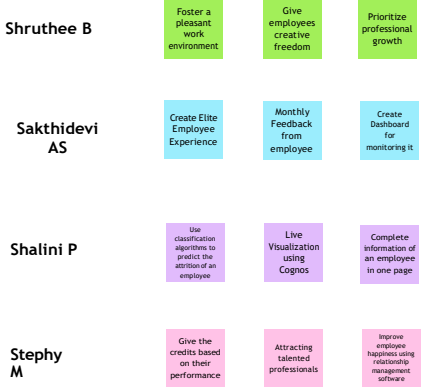 Shruthee B
Foster a
pleasant
work
environment
Give
employees
creative
freedom
Prioritize
professional
growth
Sakthidevi
AS
Create Elite
Employee
Experience
Monthly
Feedback
from
employee
Create
Dashboard
for
monitoring it
Shalini P
Use
classification
algorithms to
predict the
attrition of an
employee
Live
Visualization
using
Cognos
Complete
information of
an employee
in one page
Stephy
M
Give the
credits based
on their
performance
Attracting
talented
professionals
Improve
employee
happiness using
relationship
management
software